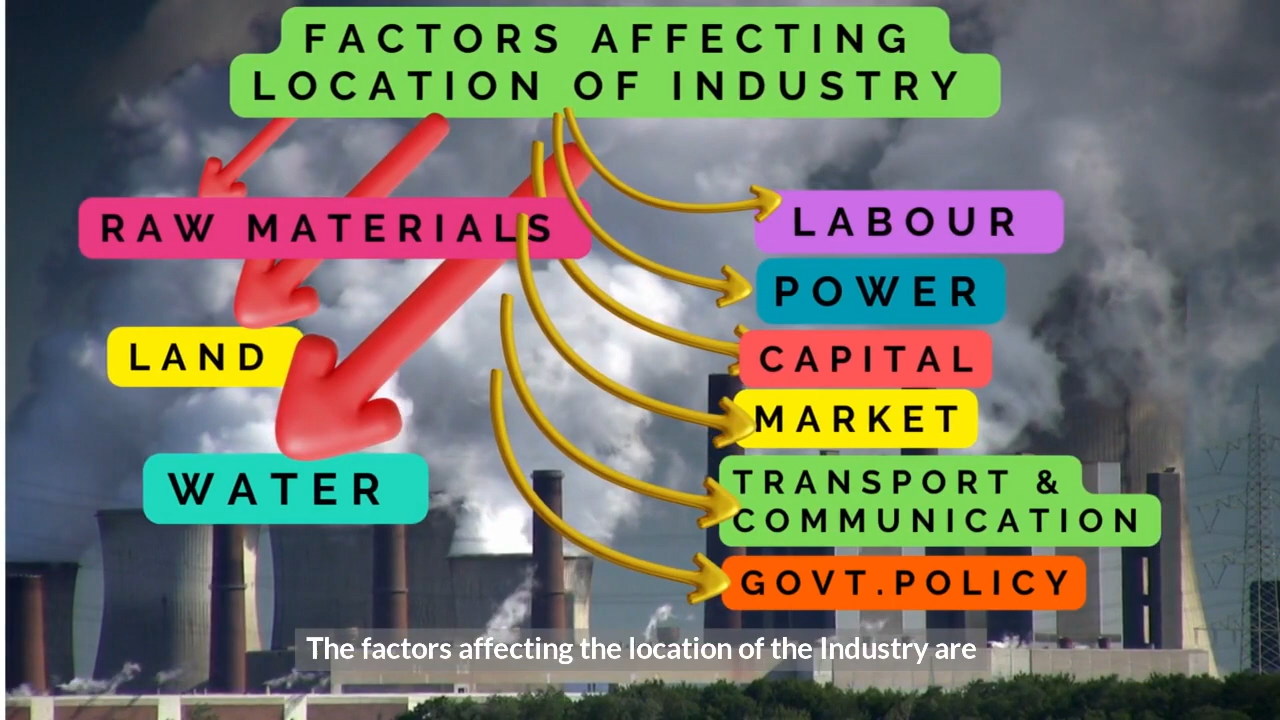 FACTORS AFFECTING
LOCATION OF INDUSTRY
RAW MATERIALS
LAND
WATER
LABOUR
POWER
CAPITAL
MARKET
TRANSPORT &
COMMUNICATION
GOVT.POLICY
The factors affecting the location of the Industry are